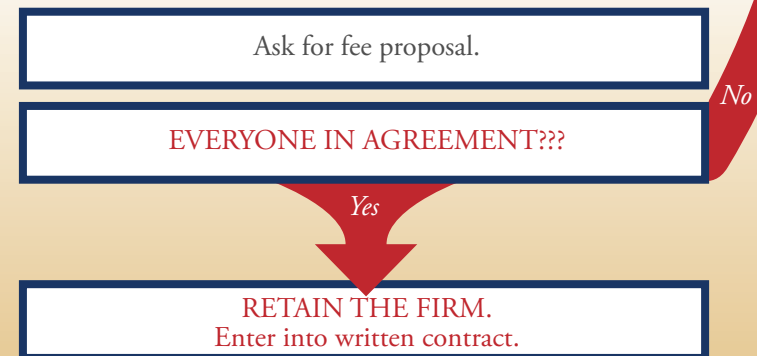 Ask for fee proposal.
No
EVERYONE IN AGREEMENT???
Yes
RETAIN THE FIRM.
Enter into written contract.